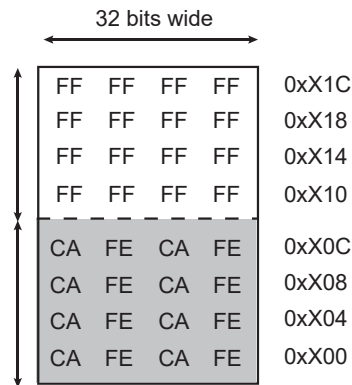 32 bits wide
FF FF FF FF 0xX1C
FF FF FF FF 0xX18
FF FF FF FF 0xX14
FF FF FF FF 0xX10
CA FE CA FE 0xX0C
CA FE CA FE 0xX08
CA FE CA FE 0xX04
CA FE CA FE 0xX00